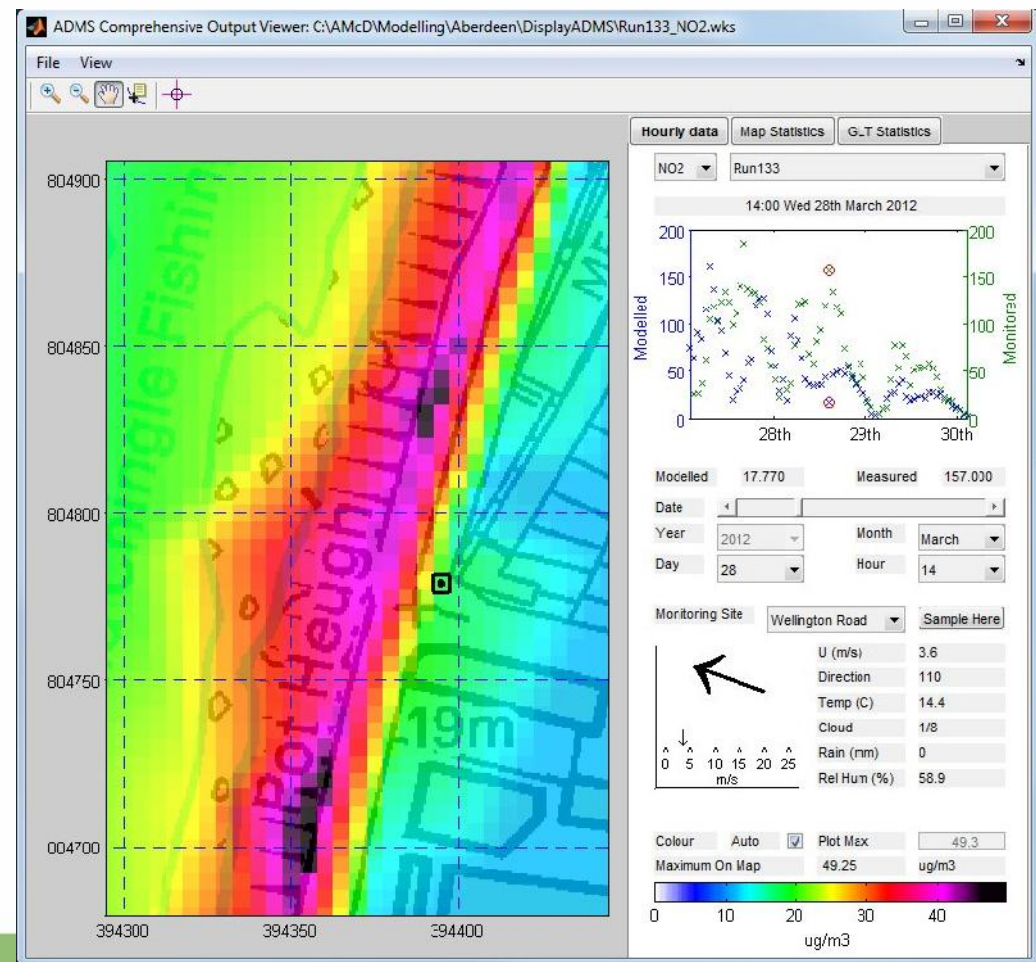 ADMS Comprehensive Output Viewer: C:\AMcD\Modelling\Aberdeen\DisplayADMS\Run133_NO2.wks
File View
Hourly data Map Statistics GLT Statistics
NO2 Run133
14:00 Wed 28th March 2012
200 200
150 150
100 100
50 50
0 0
Modelled
Monitored
28th 29th 30th
Modelled 17.770 Measured 157.000
Date
Year 2012 Month March
Day 28 Hour 14
Monitoring Site Wellington Road Sample Here
U (m/s) 3.6
Direction 110
Temp (C) 14.4
Cloud 1/8
Rain (mm) 0
Rel Hum (%) 58.9
0 5 10 15 20 25
m/s
Colour Auto Plot Max 49.3
Maximum On Map 49.25 ug/m3
0 10 20 30 40
ug/m3
804900
804850
804800
804750
804700
394300 394350 394400
ingle Fishin
Pot Heugh
19m